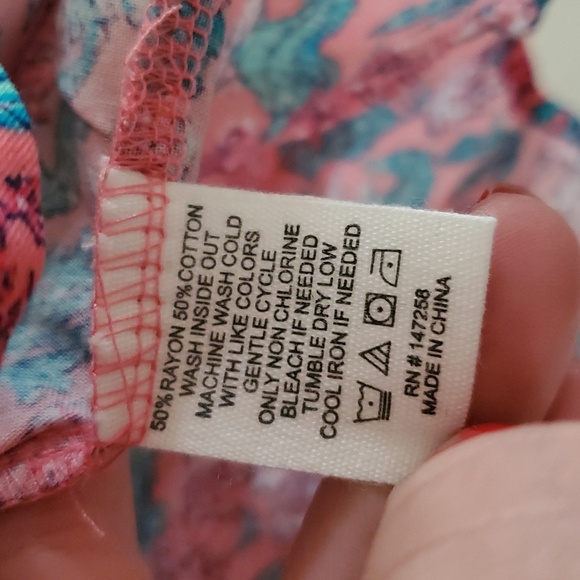 50% RAYON 50% COTTON
WASH INSIDE OUT
MACHINE WASH COLD
WITH LIKE COLORS
GENTLE CYCLE
ONLY NON CHLORINE
BLEACH IF NEEDED
TUMBLE DRY LOW
COOL IRON IF NEEDED
RN # 147258
MADE IN CHINA